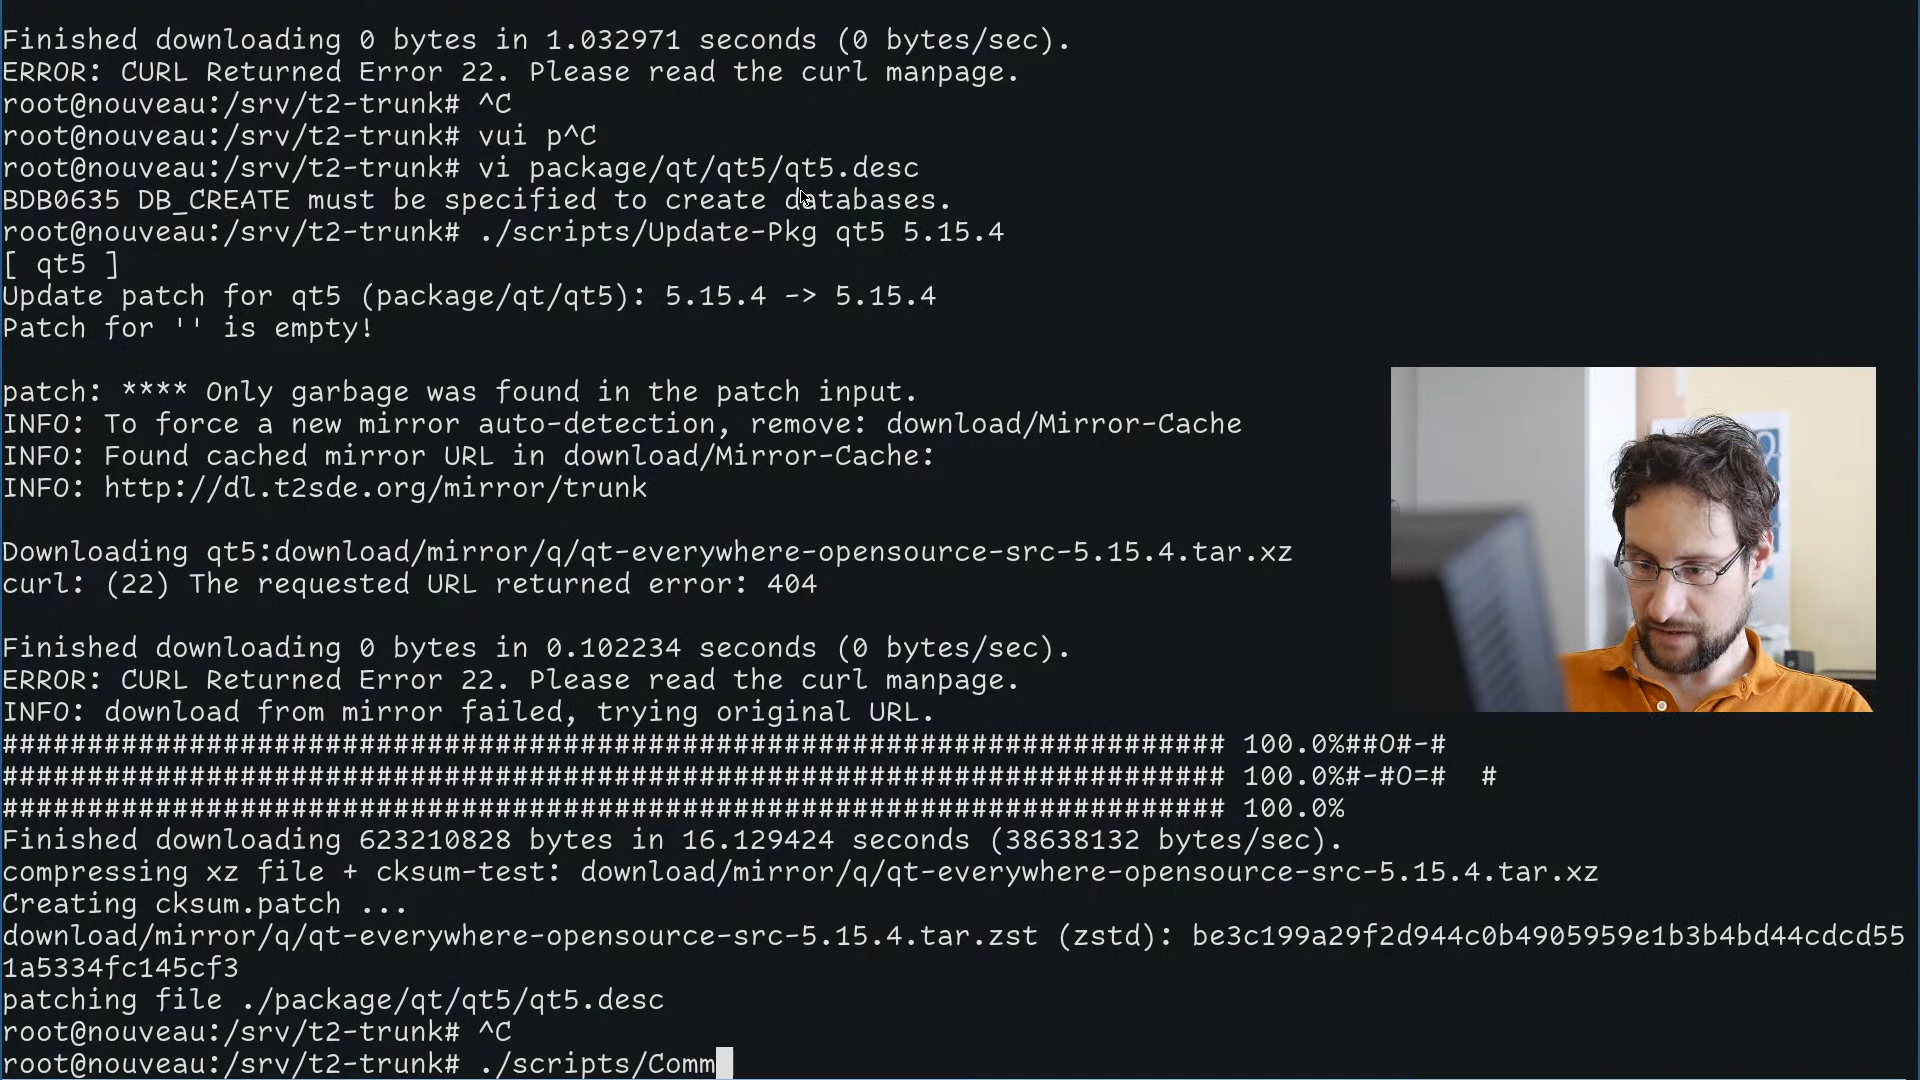 Finished downloading 0 bytes in 1.032971 seconds (0 bytes/sec).
ERROR: CURL Returned Error 22. Please read the curl manpage.
root@nouveau:/srv/t2-trunk# ^C
root@nouveau:/srv/t2-trunk# vui p^C
root@nouveau:/srv/t2-trunk# vi package/qt/qt5/qt5.desc
BDB0635 DB_CREATE must be specified to create databases.
root@nouveau:/srv/t2-trunk# ./scripts/Update-Pkg qt5 5.15.4
[ qt5 ]
Update patch for qt5 (package/qt/qt5): 5.15.4 -> 5.15.4
Patch for '' is empty!
patch: **** Only garbage was found in the patch input.
INFO: To force a new mirror auto-detection, remove: download/Mirror-Cache
INFO: Found cached mirror URL in download/Mirror-Cache:
INFO: http://dl.t2sde.org/mirror/trunk
Downloading qt5:download/mirror/q/qt-everywhere-opensource-src-5.15.4.tar.xz
curl: (22) The requested URL returned error: 404
Finished downloading 0 bytes in 0.102234 seconds (0 bytes/sec).
ERROR: CURL Returned Error 22. Please read the curl manpage.
INFO: download from mirror failed, trying original URL.
######################################################################## 100.0%##O#-#
######################################################################## 100.0%#-#O=#  #
######################################################################## 100.0%
Finished downloading 623210828 bytes in 16.129424 seconds (38638132 bytes/sec).
compressing xz file + cksum-test: download/mirror/q/qt-everywhere-opensource-src-5.15.4.tar.xz
Creating cksum.patch ...
download/mirror/q/qt-everywhere-opensource-src-5.15.4.tar.zst (zstd): be3c199a29f2d944c0b4905959e1b3b4bd44cdcd55
1a5334fc145cf3
patching file ./package/qt/qt5/qt5.desc
root@nouveau:/srv/t2-trunk# ^C
root@nouveau:/srv/t2-trunk# ./scripts/Comm